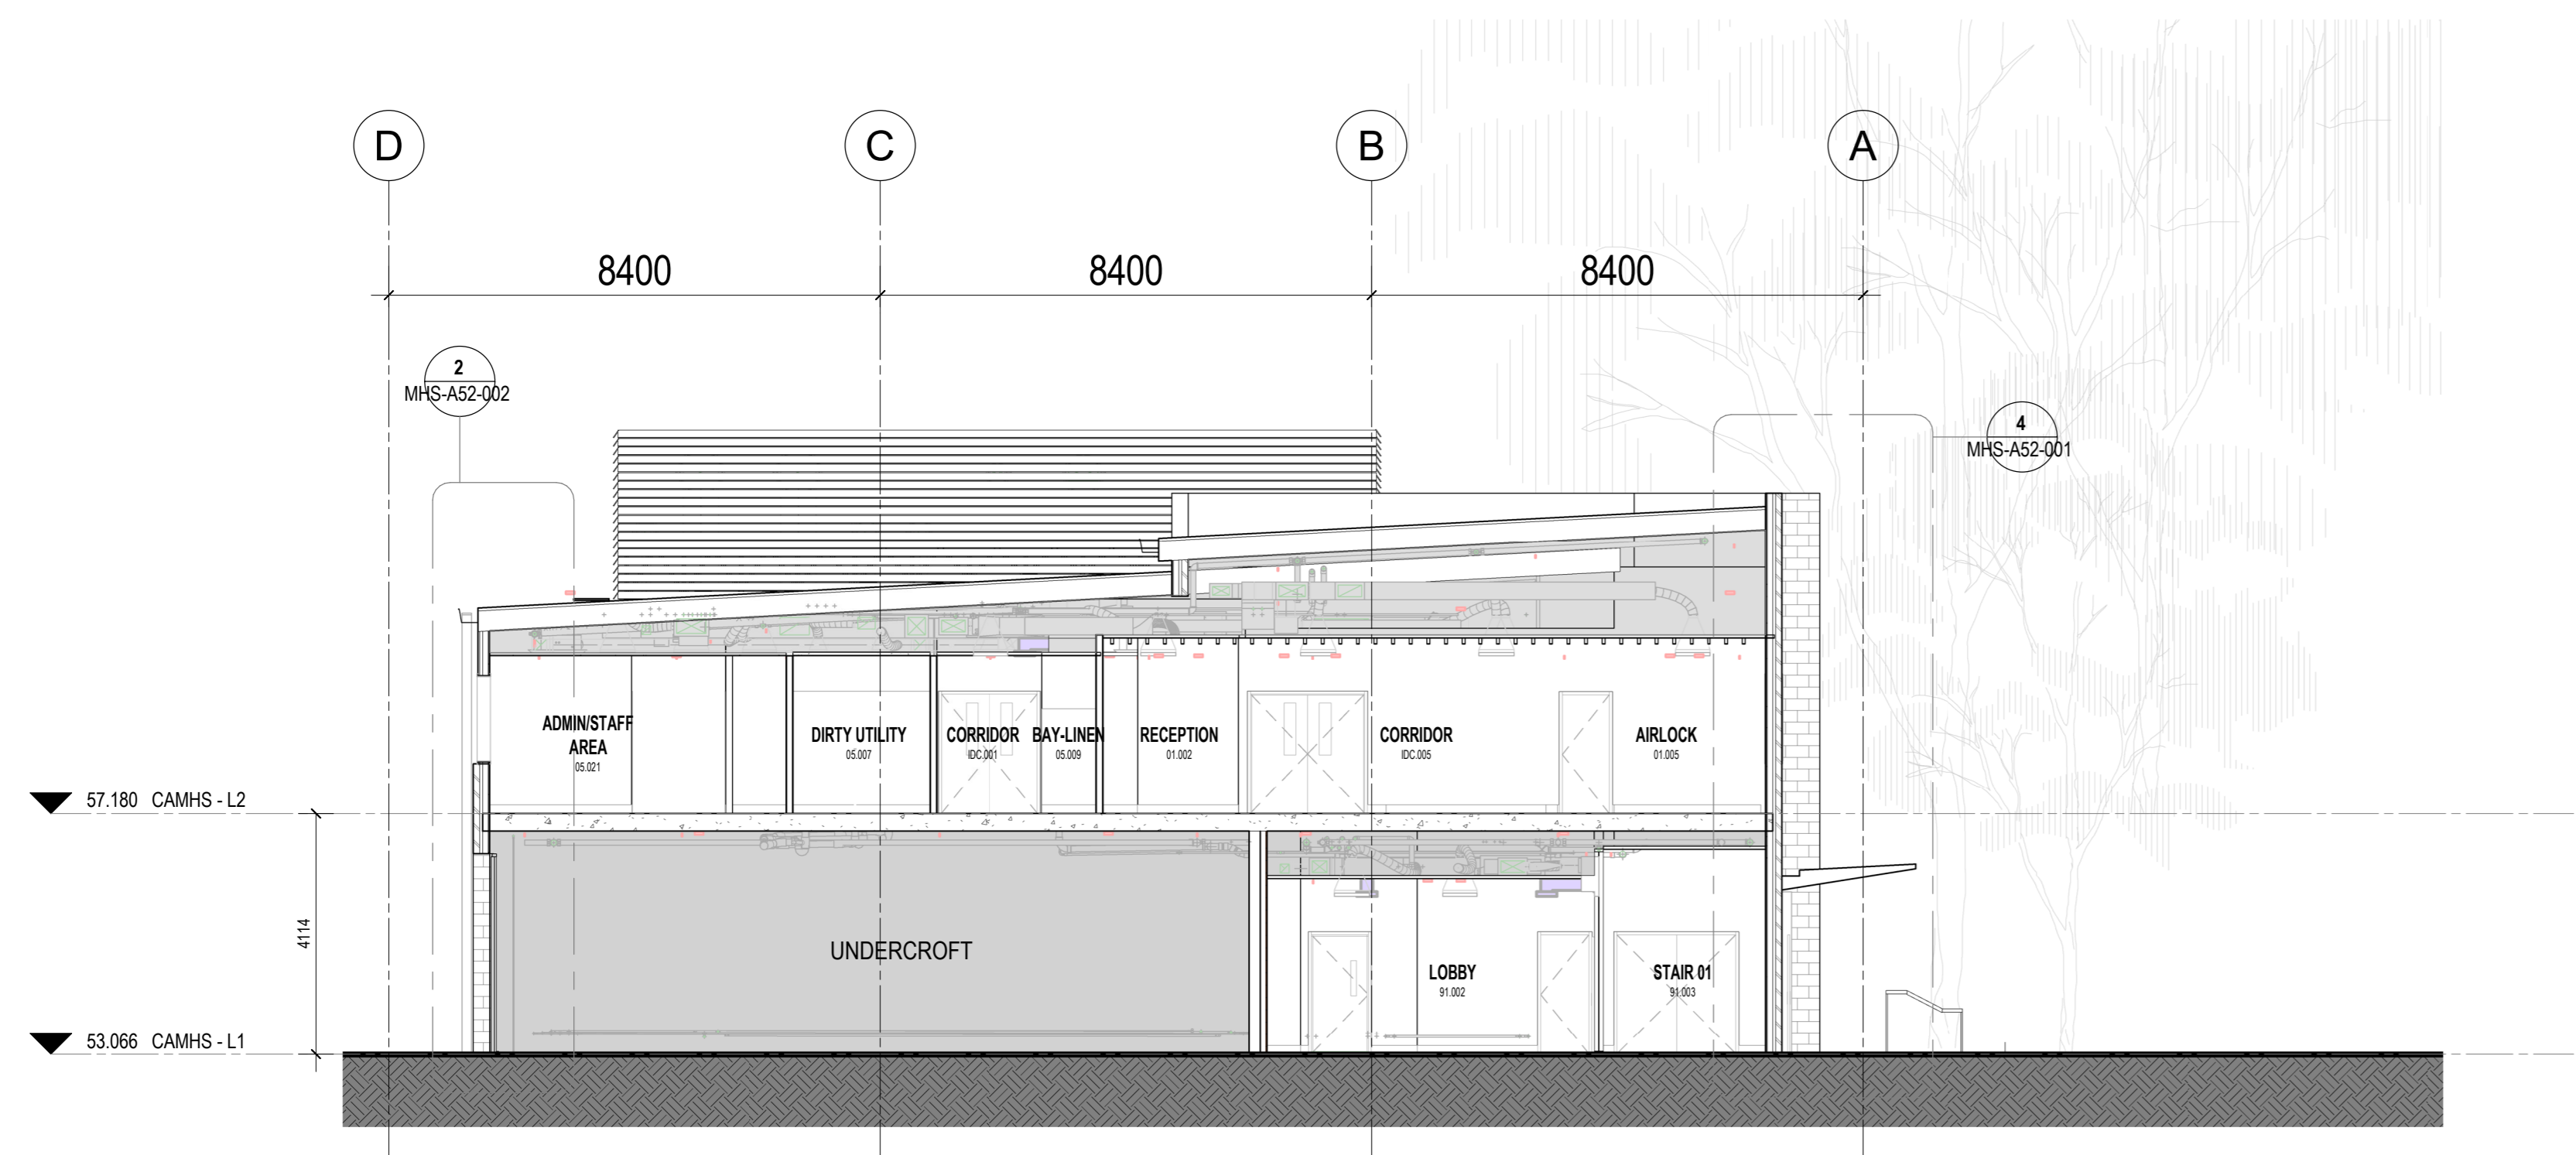 D
C
B
A
8400
8400
8400
2
MHS-A52-002
4
MHS-A52-001
ADMIN/STAFF
AREA
05.021
DIRTY UTILITY
05.007
CORRIDOR
IDC.001
BAY-LINEN
05.009
RECEPTION
01.002
CORRIDOR
IDC.005
AIRLOCK
01.005
57.180 CAMHS - L2
4114
UNDERCROFT
LOBBY
91.002
STAIR 01
91.003
53.066 CAMHS - L1